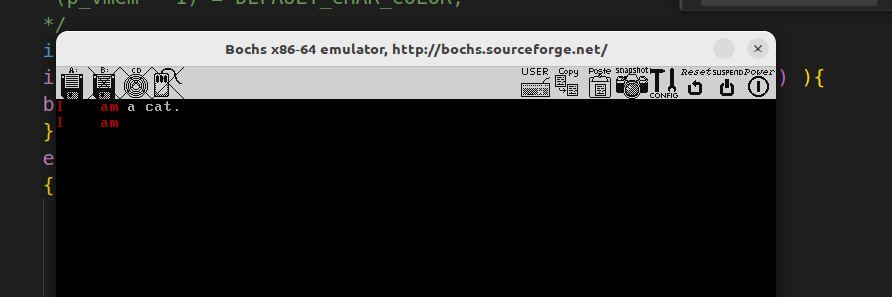 *(p_vmem - 1) = DEFAULT_CHAR_COLOR;
*/
i
Bochs x86-64 emulator, http://bochs.sourceforge.net/
i
A: B: CD USER Copy Paste snapshot CONFIG Reset SUSPEND Power
) ){
b
I am a cat.
}
I am
e
{